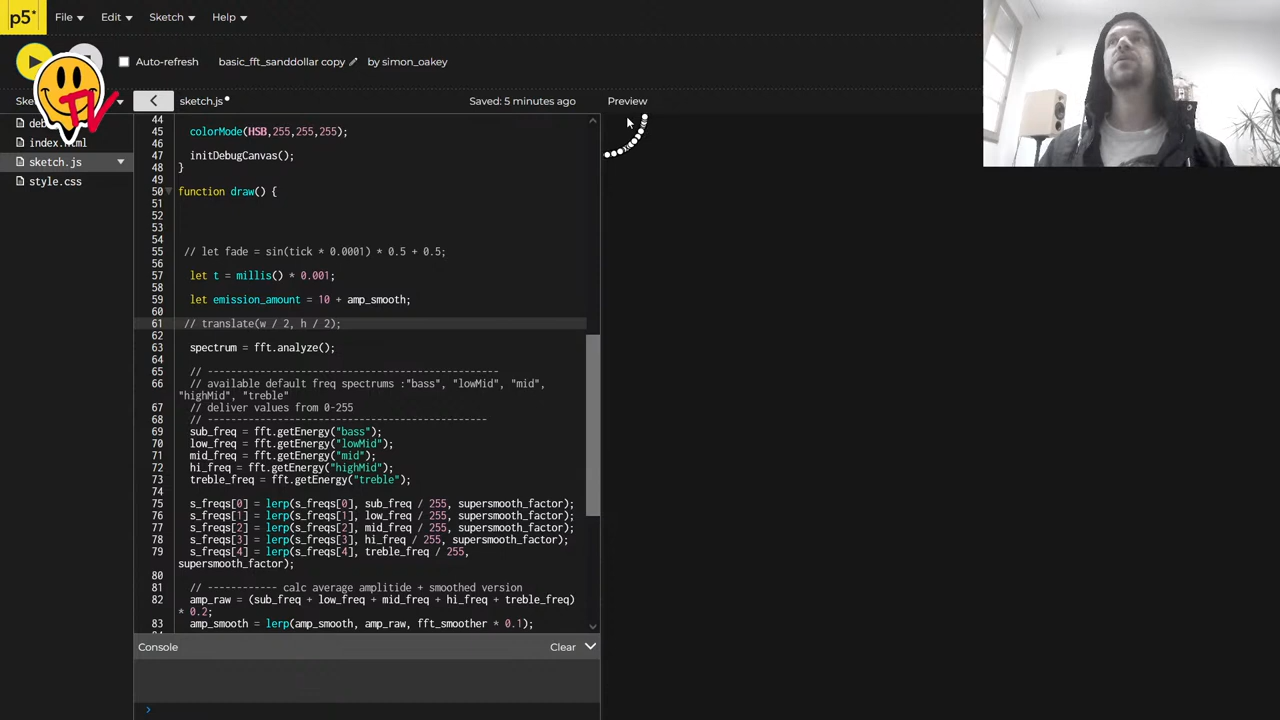 p5*
File
Edit
Sketch
Help
Auto-refresh
basic_fft_sanddollar copy
by simon_oakey
TV
sketch.js
Saved: 5 minutes ago
Preview
index.html
sketch.js
style.css
44
45 colorMode(HSB,255,255,255);
46
47 initDebugCanvas();
48 }
49
50 function draw() {
51
52
53
54
55 // let fade = sin(tick * 0.0001) * 0.5 + 0.5;
56
57 let t = millis() * 0.001;
58
59 let emission_amount = 10 + amp_smooth;
60
61 // translate(w / 2, h / 2);
62
63 spectrum = fft.analyze();
64
65 // -------------------------------------------------
66 // available default freq spectrums :"bass", "lowMid", "mid",
"highMid", "treble"
67 // deliver values from 0-255
68 // -----------------------------------------------
69 sub_freq = fft.getEnergy("bass");
70 low_freq = fft.getEnergy("lowMid");
71 mid_freq = fft.getEnergy("mid");
72 hi_freq = fft.getEnergy("highMid");
73 treble_freq = fft.getEnergy("treble");
74
75 s_freqs[0] = lerp(s_freqs[0], sub_freq / 255, supersmooth_factor);
76 s_freqs[1] = lerp(s_freqs[1], low_freq / 255, supersmooth_factor);
77 s_freqs[2] = lerp(s_freqs[2], mid_freq / 255, supersmooth_factor);
78 s_freqs[3] = lerp(s_freqs[3], hi_freq / 255, supersmooth_factor);
79 s_freqs[4] = lerp(s_freqs[4], treble_freq / 255,
supersmooth_factor);
80
81 // ------------ calc average amplitide + smoothed version
82 amp_raw = (sub_freq + low_freq + mid_freq + hi_freq + treble_freq)
* 0.2;
83 amp_smooth = lerp(amp_smooth, amp_raw, fft_smoother * 0.1);
Console
Clear